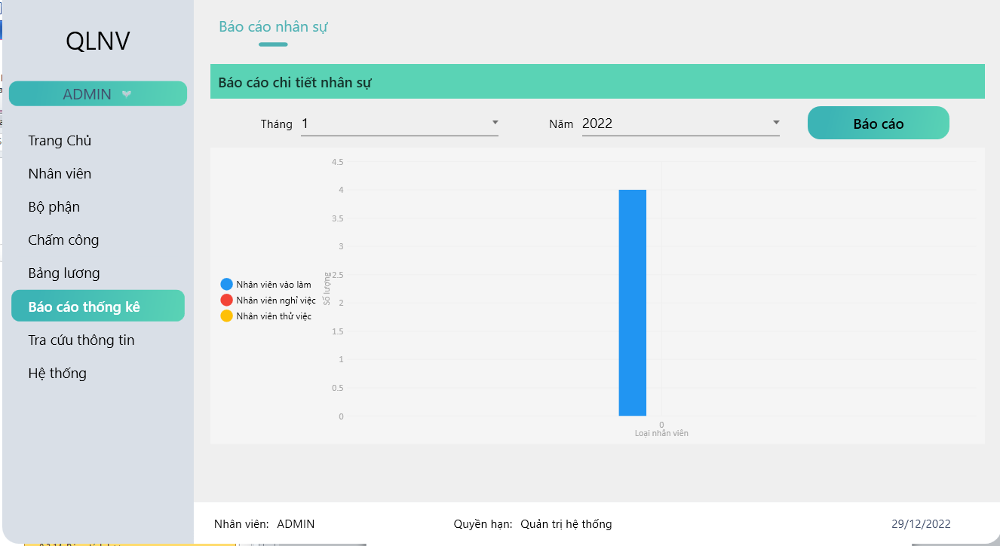 QLNV
ADMIN
Trang Chủ
Nhân viên
Bộ phận
Chấm công
Bảng lương
Báo cáo thống kê
Tra cứu thông tin
Hệ thống
Báo cáo nhân sự
Báo cáo chi tiết nhân sự
Tháng 1
Năm 2022
Báo cáo
Nhân viên vào làm
Nhân viên nghỉ việc
Nhân viên thử việc
Số lượng
4.5
4
3.5
3
2.5
2
1.5
1
0.5
0
0
Loại nhân viên
Nhân viên: ADMIN
Quyền hạn: Quản trị hệ thống
29/12/2022